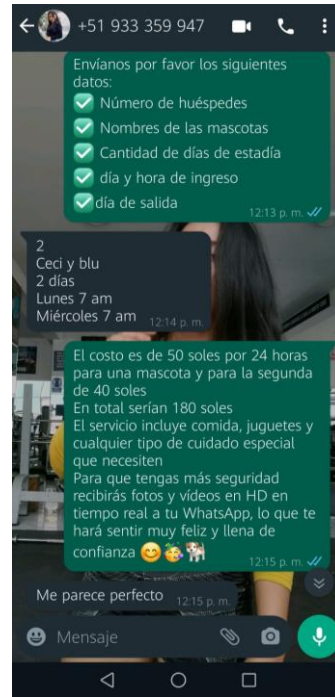 +51 933 359 947
Envíanos por favor los siguientes
datos:
✅ Número de huéspedes
✅ Nombres de las mascotas
✅ Cantidad de días de estadía
✅ día y hora de ingreso
✅día de salida
12:13 p. m.
2
Ceci y blu
2 días
Lunes 7 am
Miércoles 7 am
12:14 p. m.
El costo es de 50 soles por 24 horas
para una mascota y para la segunda
de 40 soles
En total serían 180 soles
El servicio incluye comida, juguetes y
cualquier tipo de cuidado especial
que necesiten
Para que tengas más seguridad
recibirás fotos y vídeos en HD en
tiempo real a tu WhatsApp, lo que te
hará sentir muy feliz y llena de
confianza 😊🥳🐕
12:15 p. m.
Me parece perfecto 12:15 p. m.
Mensaje